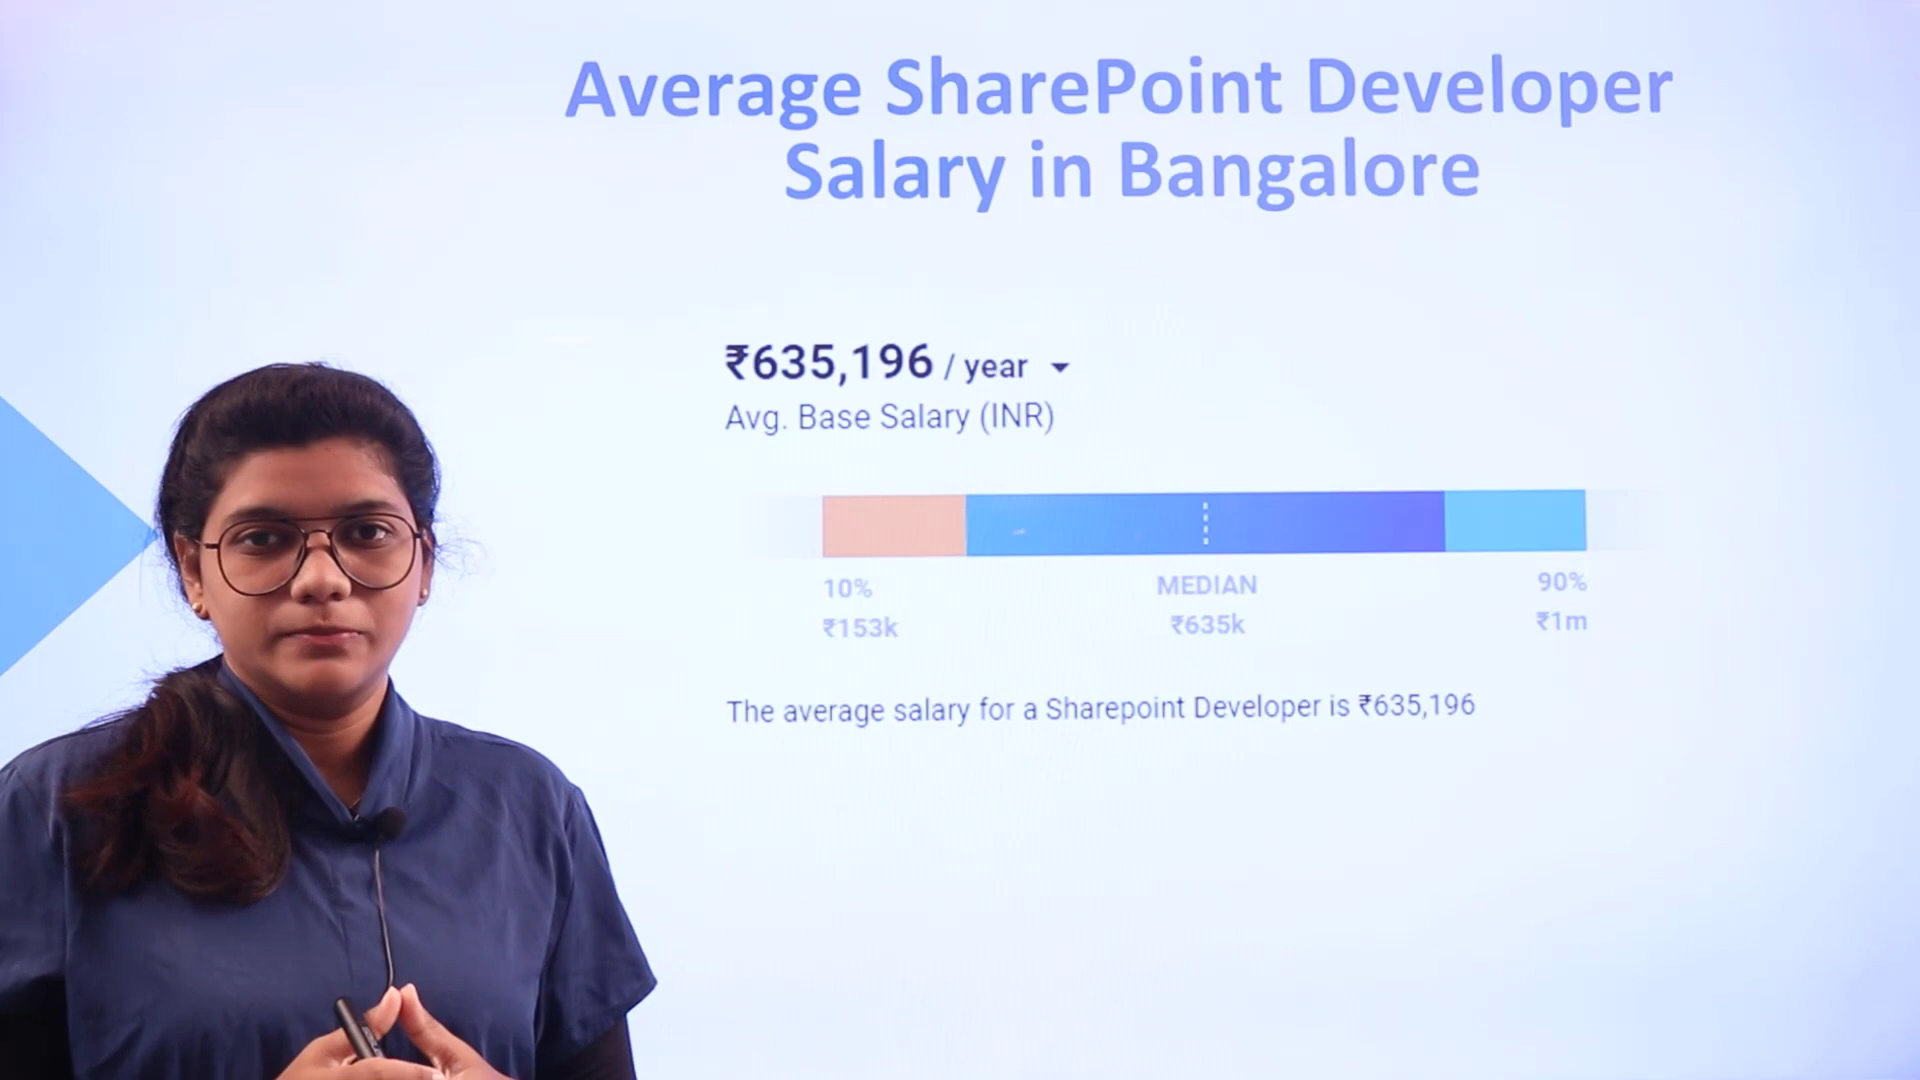 Average SharePoint Developer
Salary in Bangalore
₹635,196 / year
Avg. Base Salary (INR)
10% MEDIAN 90%
₹153k ₹635k ₹1m
The average salary for a Sharepoint Developer is ₹635,196